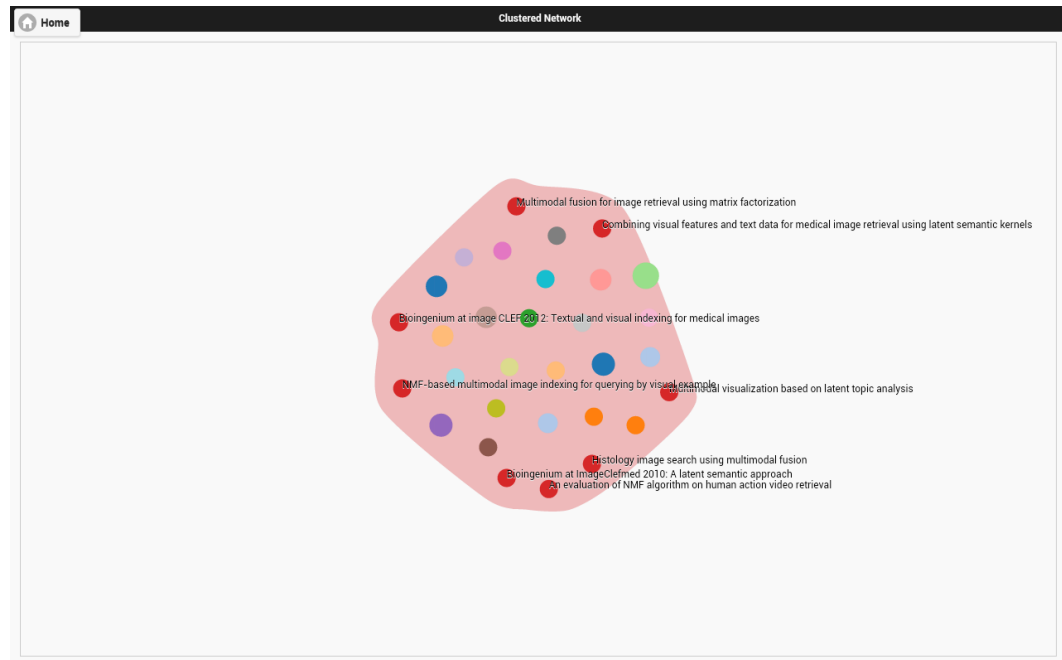 Home
Clustered Network
Multimodal fusion for image retrieval using matrix factorization
Combining visual features and text data for medical image retrieval using latent semantic kernels
Bioingenium at image CLEF 2012: Textual and visual indexing for medical images
NMF-based multimodal image indexing for querying by visual example
Multimodal visualization based on latent topic analysis
Histology image search using multimodal fusion
Bioingenium at ImageClefmed 2010: A latent semantic approach
An evaluation of NMF algorithm on human action video retrieval